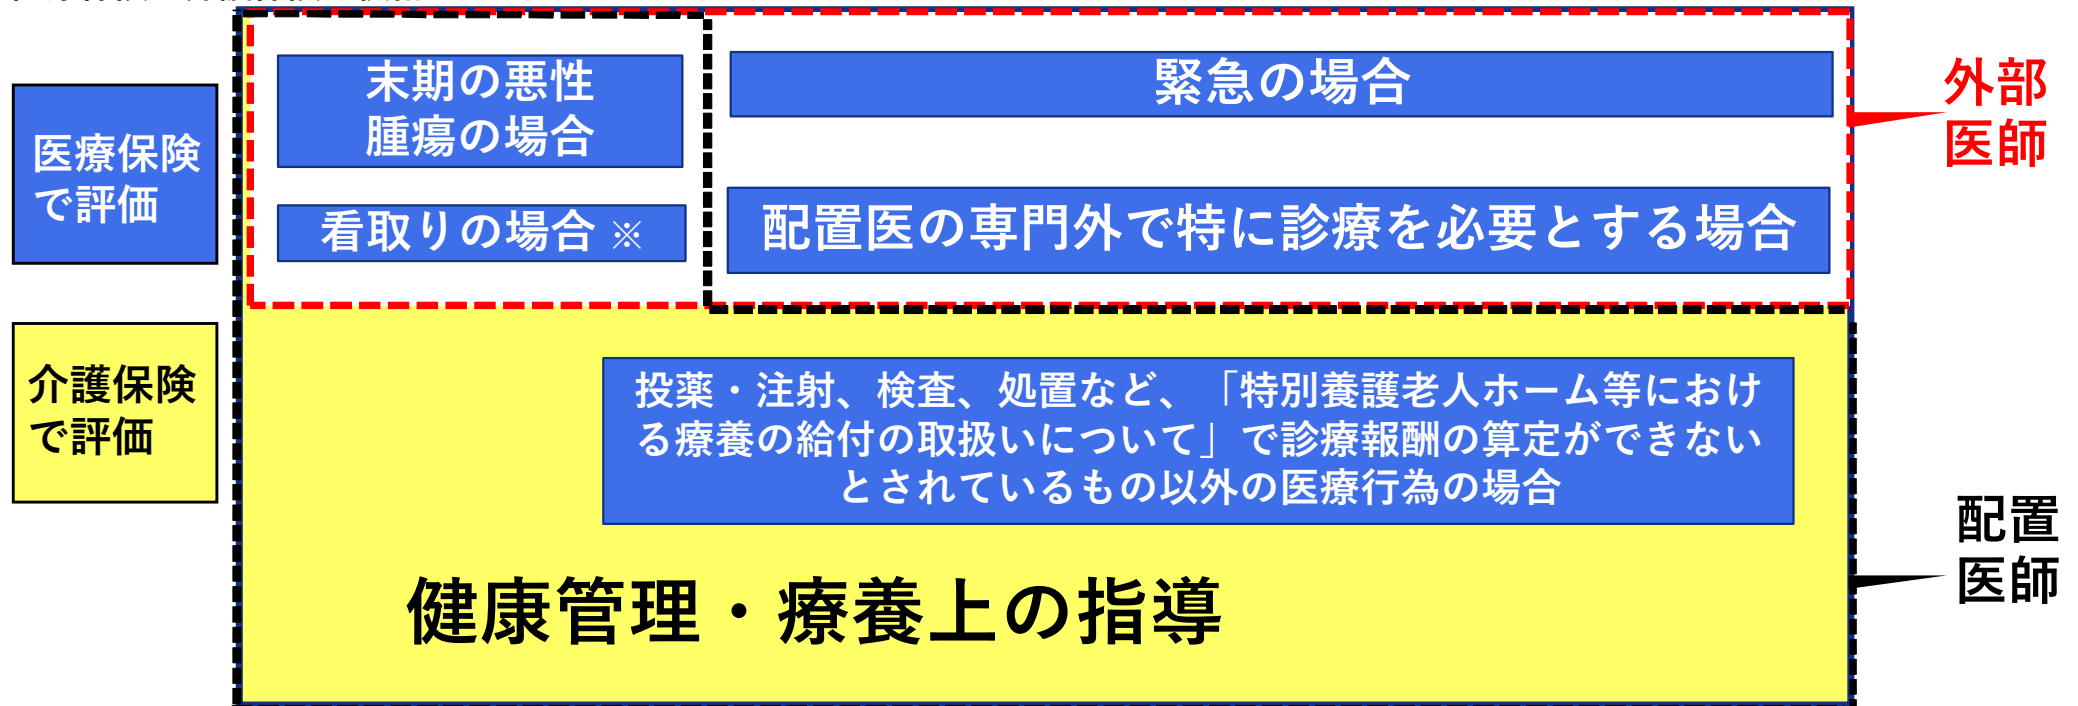 末期の悪性
腫瘍の場合
緊急の場合
外部
医師
医療保険
で評価
看取りの場合 ※
配置医の専門外で特に診療を必要とする場合
介護保険
で評価
投薬・注射、検査、処置など、「特別養護老人ホーム等におけ
る療養の給付の取扱いについて」で診療報酬の算定ができない
とされているもの以外の医療行為の場合
配置
医師
健康管理・療養上の指導